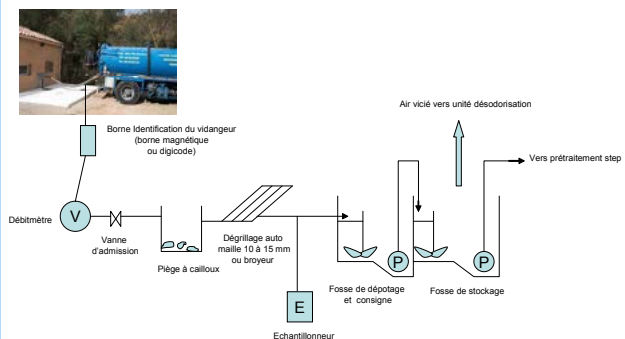 Air vicié vers unité désodorisation
Borne Identification du vidangeur
(borne magnétique
ou digicode)
Vers prétraitement step
Débitmètre
V
Vanne
d'admission
Piège à cailloux
Dégrillage auto
maille 10 à 15 mm
ou broyeur
E
Echantillonneur
P
P
Fosse de dépotage
et consigne
Fosse de stockage